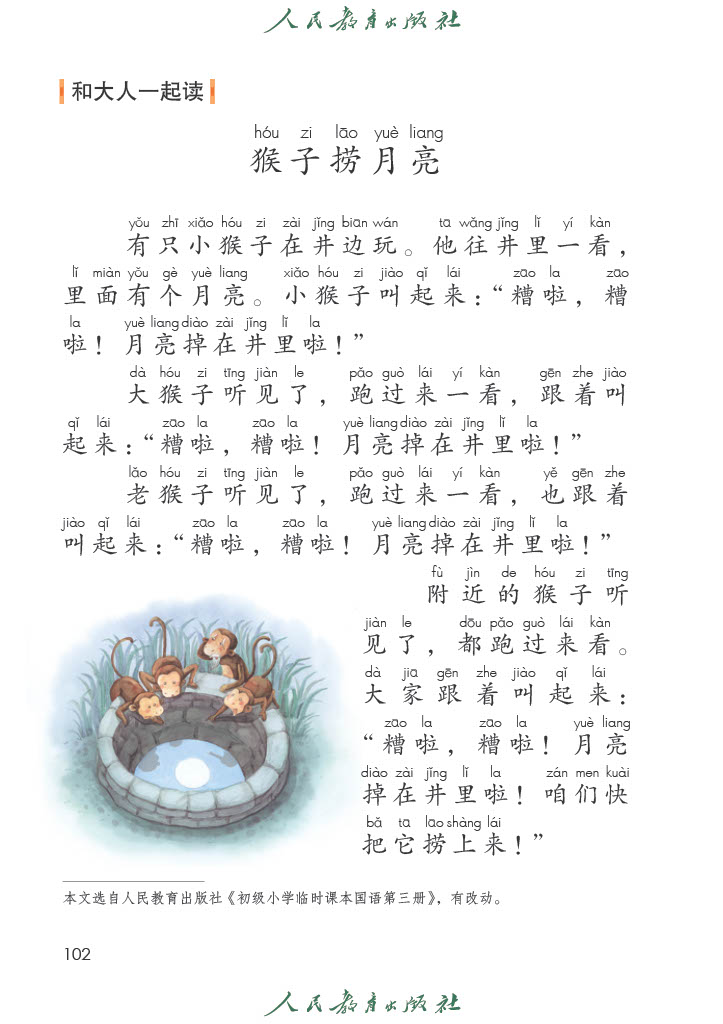 人民教育出版社
和大人一起读
hóu zi lāo yuè liang
猴子捞月亮
yǒu zhī xiǎo hóu zi zài jǐng biān wán tā wǎng jǐng lǐ yí kàn
有只小猴子在井边玩。他往井里一看，
lǐ miàn yǒu gè yuè liang xiǎo hóu zi jiào qǐ lái zāo la zāo
里面有个月亮。小猴子叫起来：“糟啦，糟
la yuè liang diào zài jǐng lǐ la
啦！月亮掉在井里啦！”
dà hóu zi tīng jiàn le pǎo guò lái yí kàn gēn zhe jiào
大猴子听见了，跑过来一看，跟着叫
qǐ lái zāo la zāo la yuè liang diào zài jǐng lǐ la
起来：“糟啦，糟啦！月亮掉在井里啦！”
lǎo hóu zi tīng jiàn le pǎo guò lái yí kàn yě gēn zhe
老猴子听见了，跑过来一看，也跟着
jiào qǐ lái zāo la zāo la yuè liang diào zài jǐng lǐ la
叫起来：“糟啦，糟啦！月亮掉在井里啦！”
fù jìn de hóu zi tīng
附近的猴子听
jiàn le dōu pǎo guò lái kàn
见了，都跑过来看。
dà jiā gēn zhe jiào qǐ lái
大家跟着叫起来：
zāo la zāo la yuè liang
“糟啦，糟啦！月亮
diào zài jǐng lǐ la zán men kuài
掉在井里啦！咱们快
bǎ tā lāo shàng lái
把它捞上来！”
本文选自人民教育出版社《初级小学临时课本国语第三册》，有改动。
102
人民教育出版社